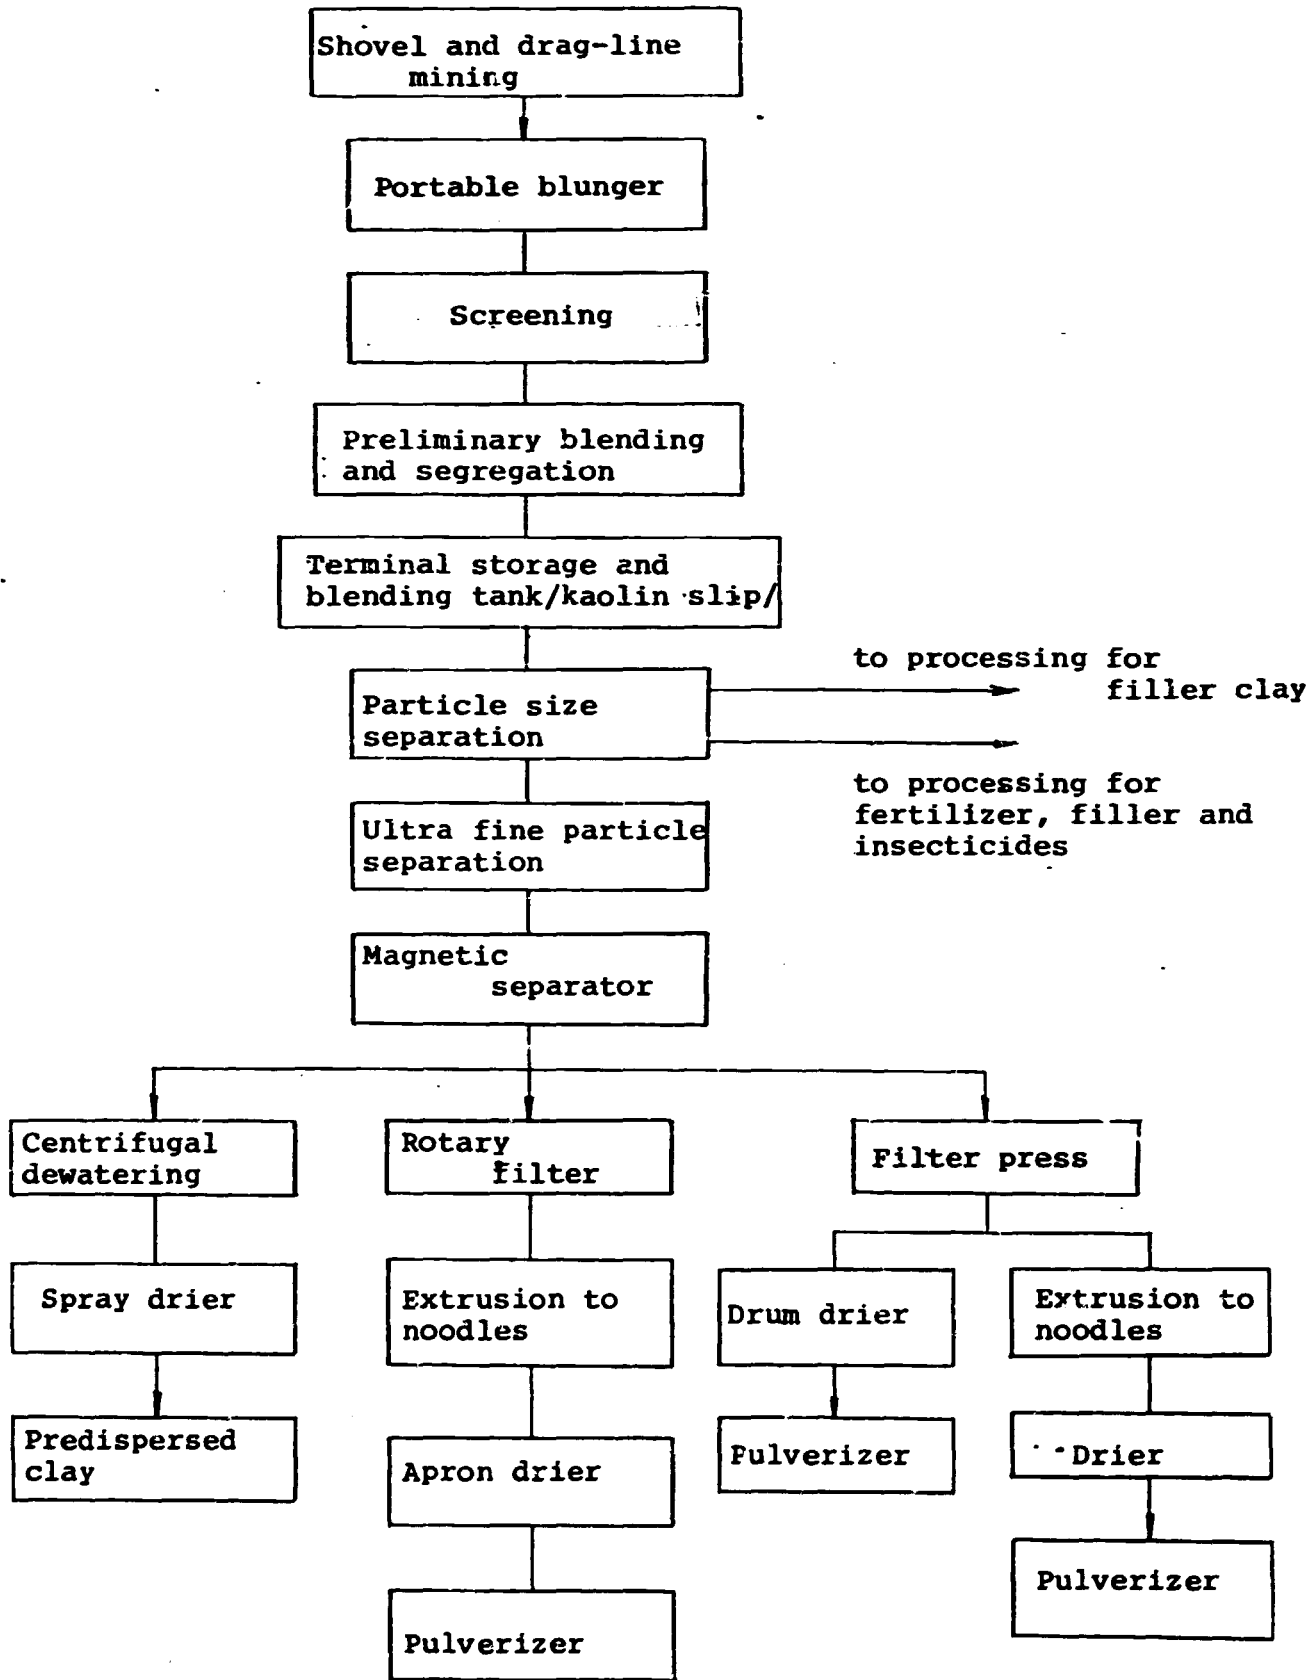 Shovel and drag-line
mining
Portable blunger
Screening
Preliminary blending
and segregation
Terminal storage and
blending tank/kaolin slip/
Particle size
separation
to processing for
filler clay
to processing for
fertilizer, filler and
insecticides
Ultra fine particle
separation
Magnetic
separator
Centrifugal
dewatering
Spray drier
Predispersed
clay
Rotary
filter
Extrusion to
noodles
Apron drier
Pulverizer
Filter press
Drum drier
Pulverizer
Extrusion to
noodles
Drier
Pulverizer